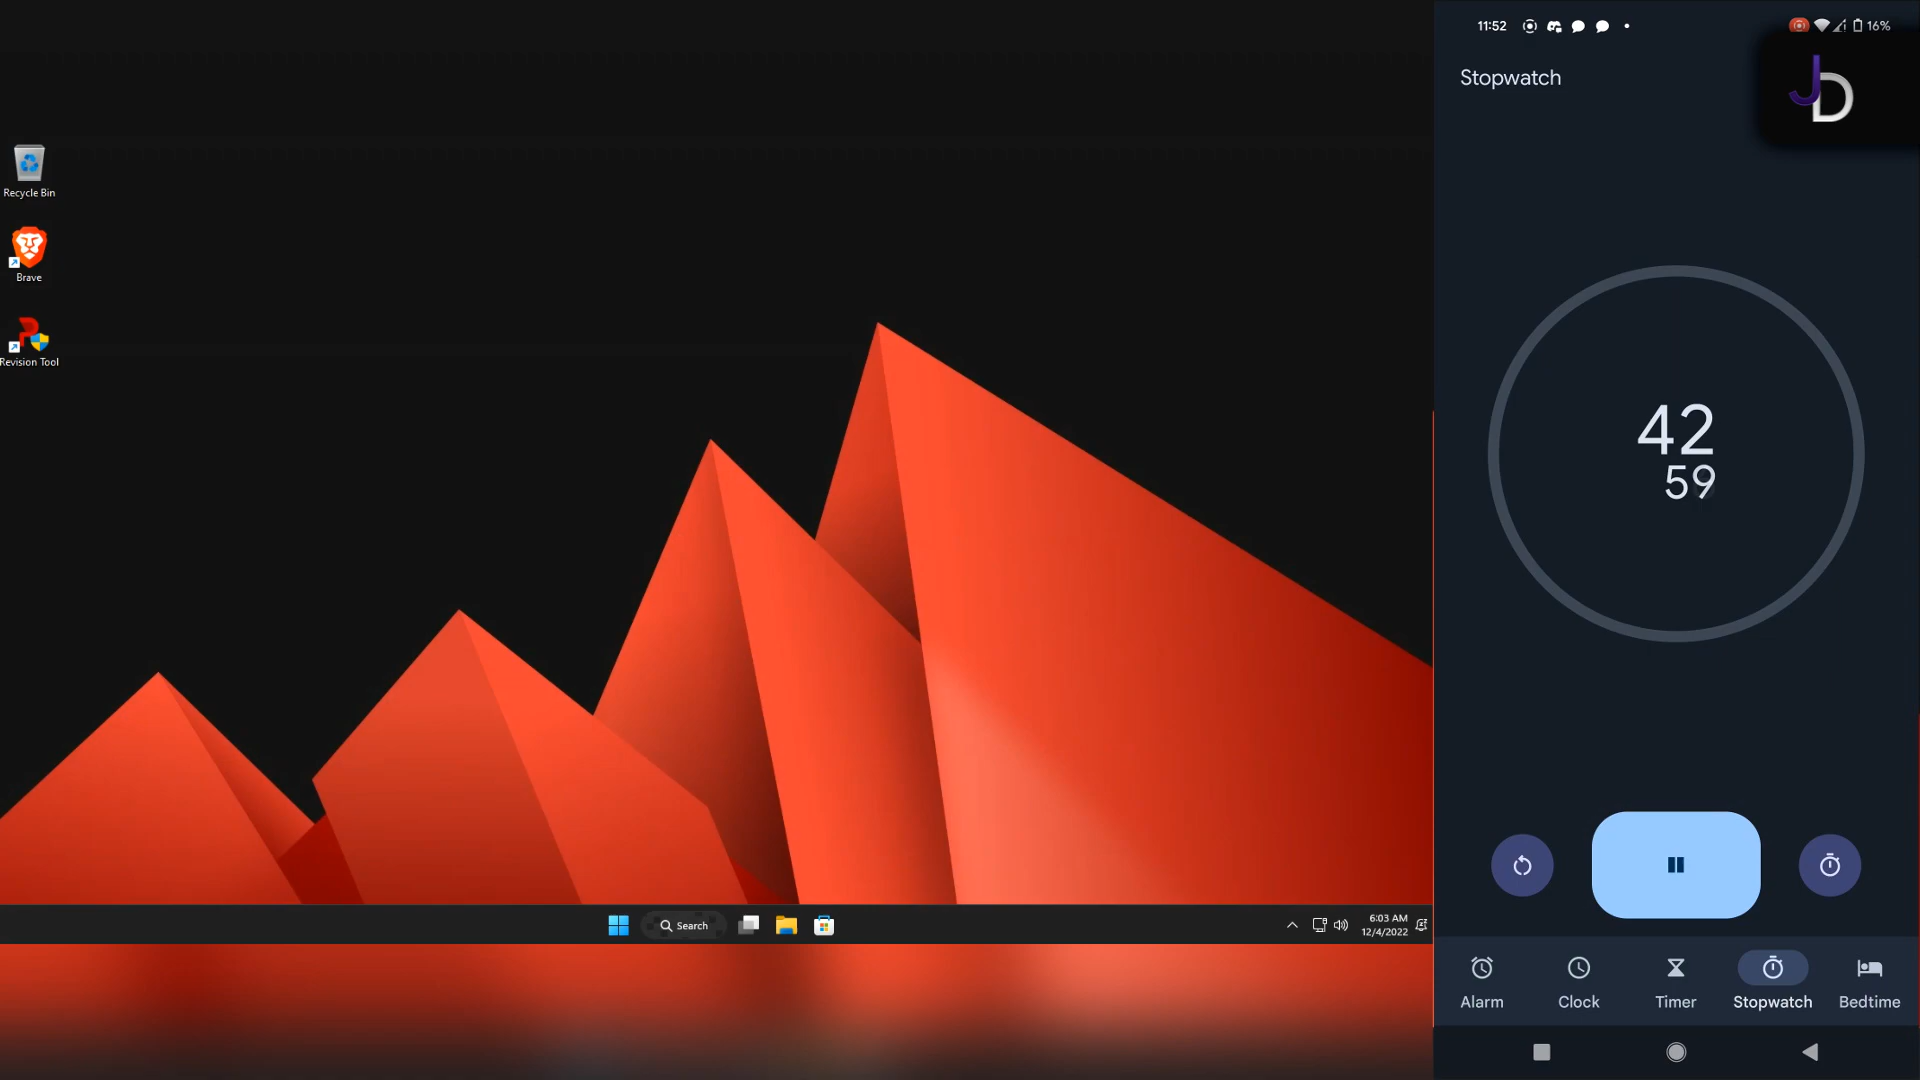 Recycle Bin
Brave
Revision Tool
Search
6:03 AM
12/4/2022
11:52
16%
Stopwatch
JD
42
59
Alarm
Clock
Timer
Stopwatch
Bedtime